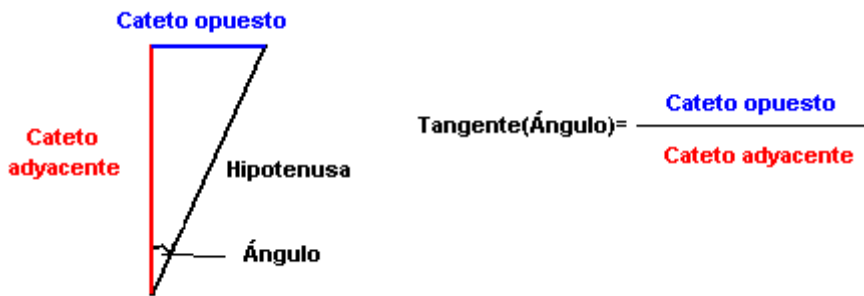 Cateto opuesto
Cateto
adyacente
Hipotenusa
Ángulo
Tangente(Ángulo)=
Cateto opuesto
Cateto adyacente